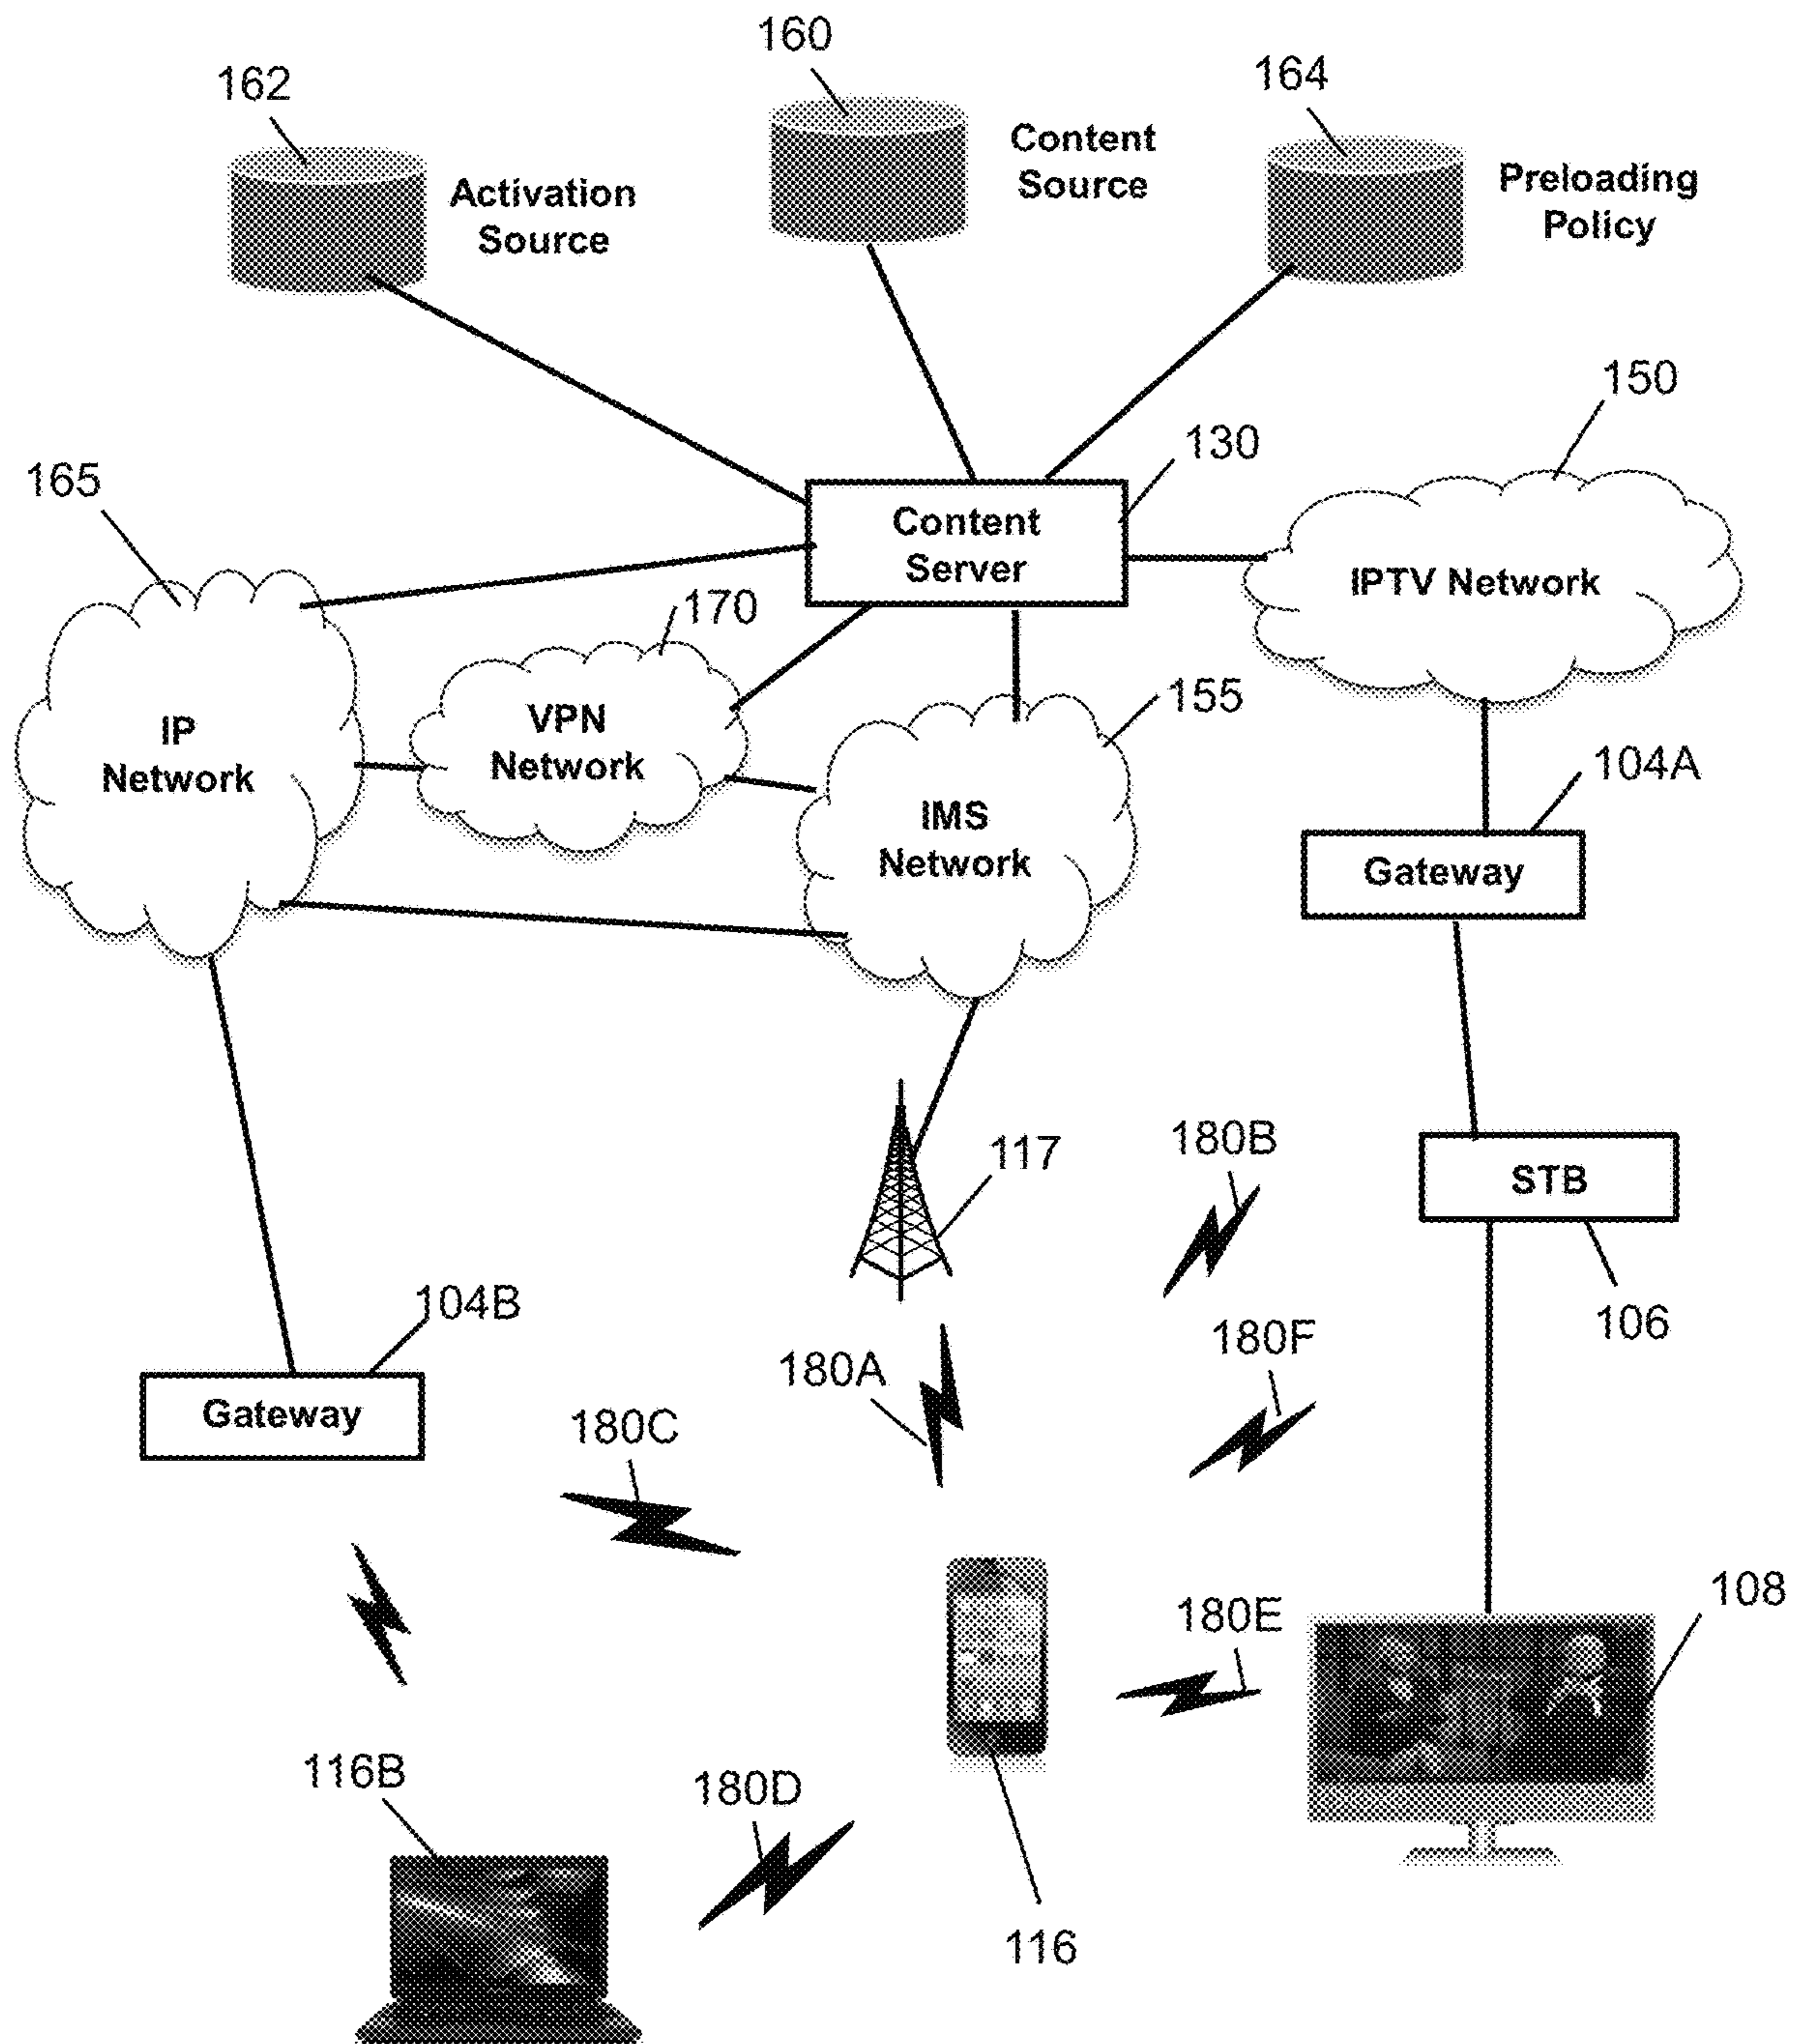 160
162
164
Content
Source
Activation
Source
Preloading
Policy
150
130
165
Content
Server
IPTV Network
170
155
VPN
Network
IP
Network
104A
IMS
Network
Gateway
180B
117
STB
104B
106
180F
180A
Gateway
180C
108
180E
116B
180D
116